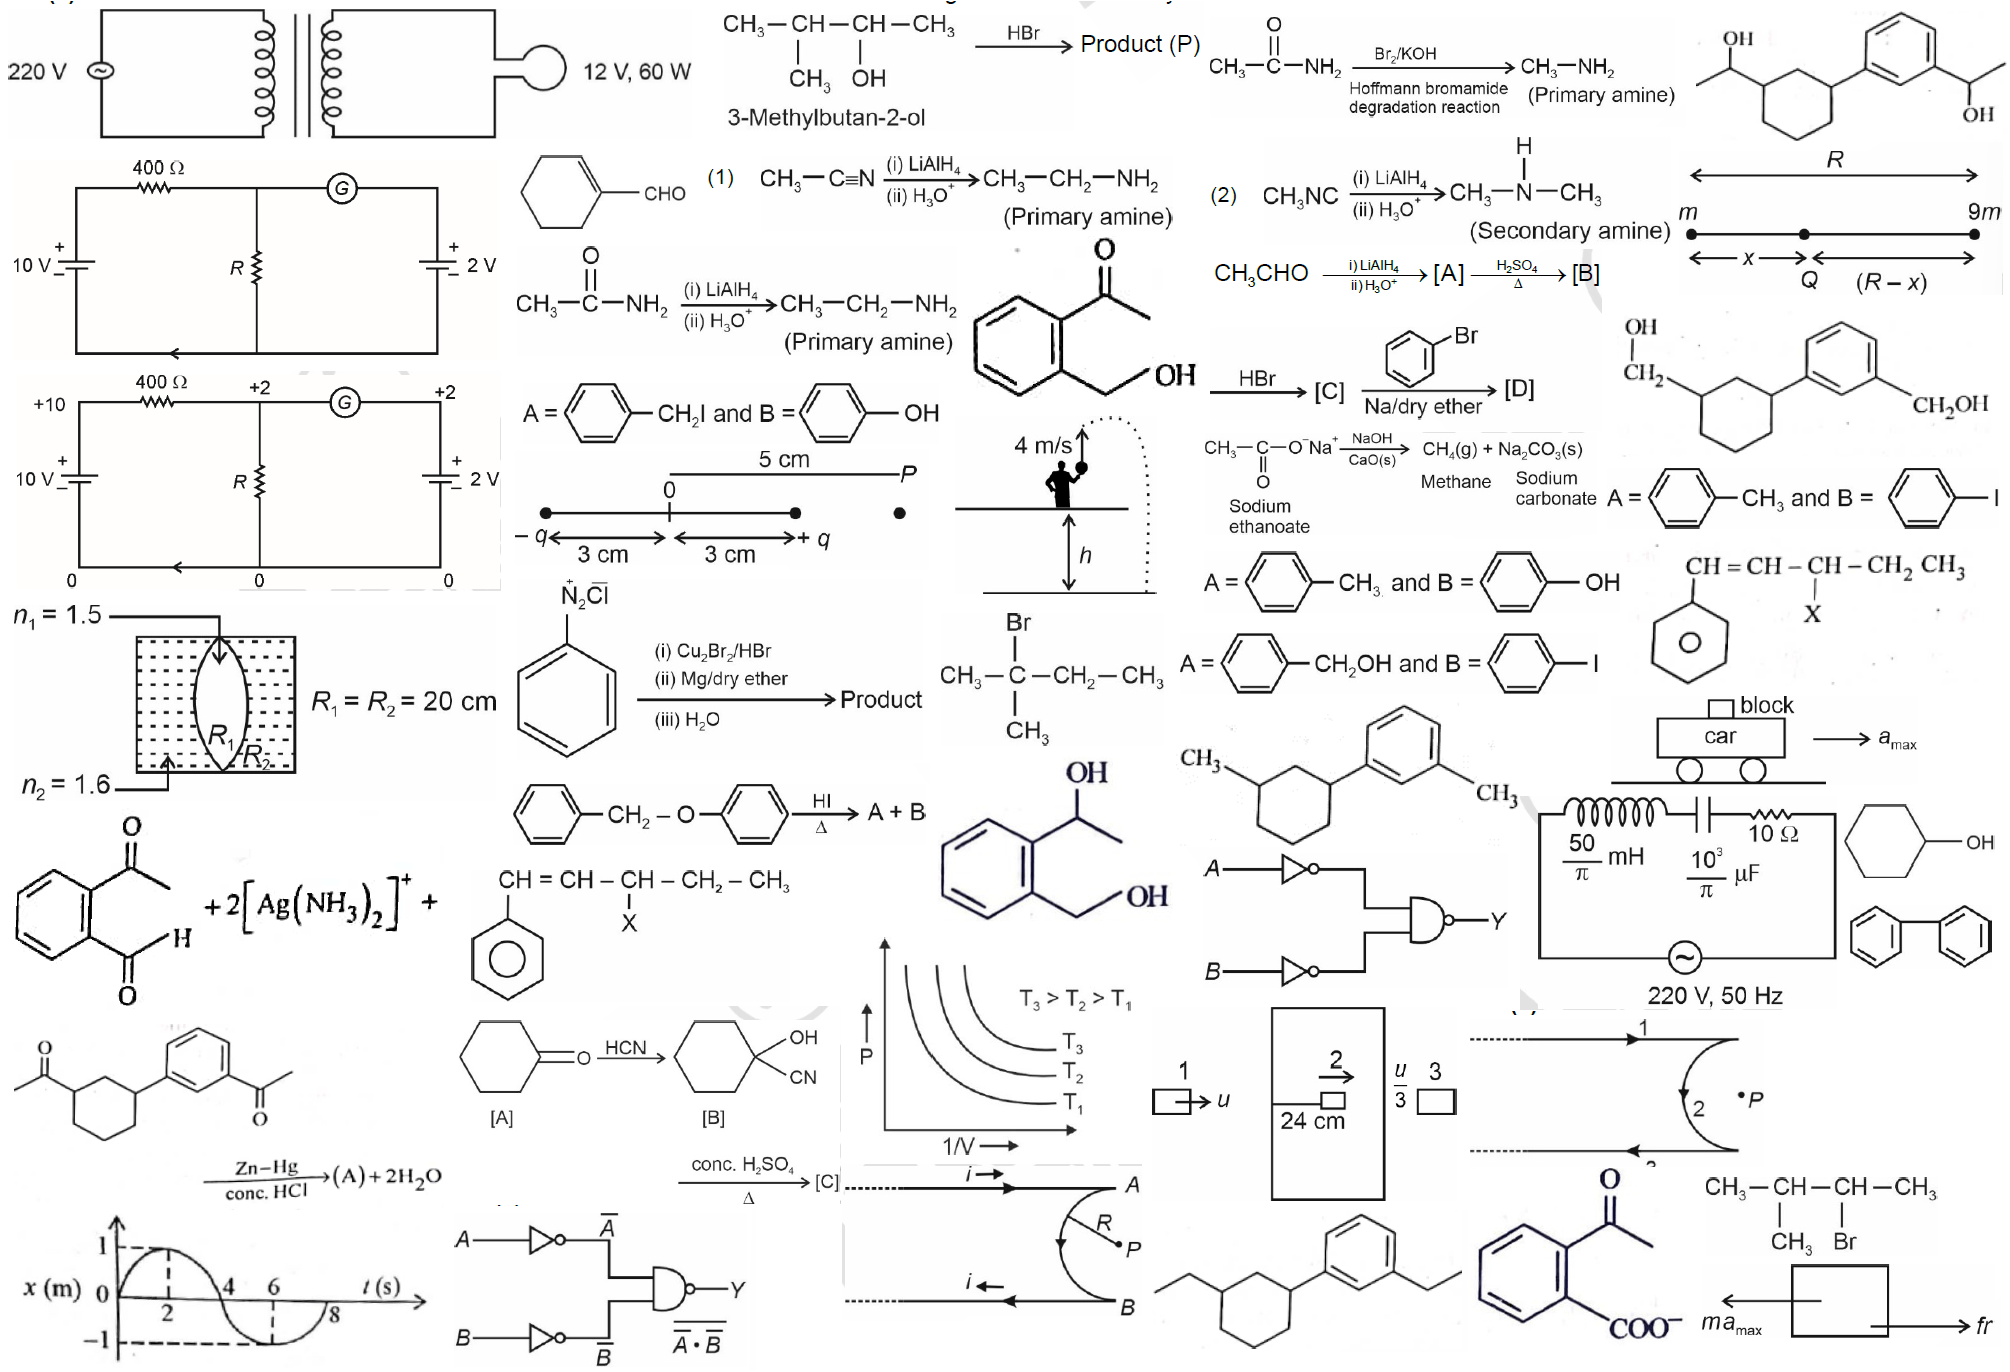 220 V
12 V, 60 W
CH₃—CH—CH—CH₃
CH₃ OH
3-Methylbutan-2-ol
HBr
Product (P)
O
CH₃—C—NH₂
Br₂/KOH
Hoffmann bromamide
degradation reaction
CH₃—NH₂
(Primary amine)
OH
OH
400 Ω
G
10 V
+
−
R
+
−
2 V
CHO
(1)
CH₃—C≡N
(i) LiAlH₄
(ii) H₃O⁺
CH₃—CH₂—NH₂
(Primary amine)
(2)
CH₃NC
(i) LiAlH₄
(ii) H₃O⁺
H
CH₃—N—CH₃
(Secondary amine)
R
m
9m
x
Q
(R – x)
O
CH₃—C—NH₂
(i) LiAlH₄
(ii) H₃O⁺
CH₃—CH₂—NH₂
(Primary amine)
O
OH
CH₃CHO
i) LiAlH₄
ii) H₃O⁺
[A]
H₂SO₄
Δ
[B]
HBr
[C]
Br
Na/dry ether
[D]
OH
CH₂
CH₂OH
+10
400 Ω
+2
G
+2
10 V
+
−
R
+
−
2 V
0
0
0
A =
CH₂I and B =
OH
5 cm
P
0
– q
3 cm
3 cm
+ q
4 m/s
h
CH₃—C—O⁻Na⁺
O
Sodium
ethanoate
NaOH
CaO(s)
CH₄(g) + Na₂CO₃(s)
Methane
Sodium
carbonate
A =
CH₃ and B =
I
A =
CH₃ and B =
OH
CH = CH – CH – CH₂ CH₃
X
n₁ = 1.5
R₁
R₂
R₁ = R₂ = 20 cm
n₂ = 1.6
N₂Cl
+
−
(i) Cu₂Br₂/HBr
(ii) Mg/dry ether
(iii) H₂O
Product
Br
CH₃—C—CH₂—CH₃
CH₃
A =
CH₂OH and B =
I
block
car
aₘₐₓ
CH₂ – O
HI
Δ
A + B
OH
OH
CH₃
CH₃
50
π
mH
10³
π
μF
10 Ω
220 V, 50 Hz
OH
O
H
O
+2[Ag(NH₃)₂]⁺ +
CH = CH – CH – CH₂ – CH₃
X
A
B
Y
P
1/V
T₃ > T₂ > T₁
T₃
T₂
T₁
O
O
Zn–Hg
conc. HCl
(A) + 2H₂O
O
HCN
OH
CN
[A]
[B]
conc. H₂SO₄
Δ
[C]
1
u
2
24 cm
u
3
3
1
2
P
i
A
R
P
i
B
x (m)
1
0
−1
2
4
6
8
t (s)
A
A̅
B
B̅
Y
A̅ • B̅
O
COO⁻
CH₃—CH—CH—CH₃
CH₃ Br
maₘₐₓ
fr